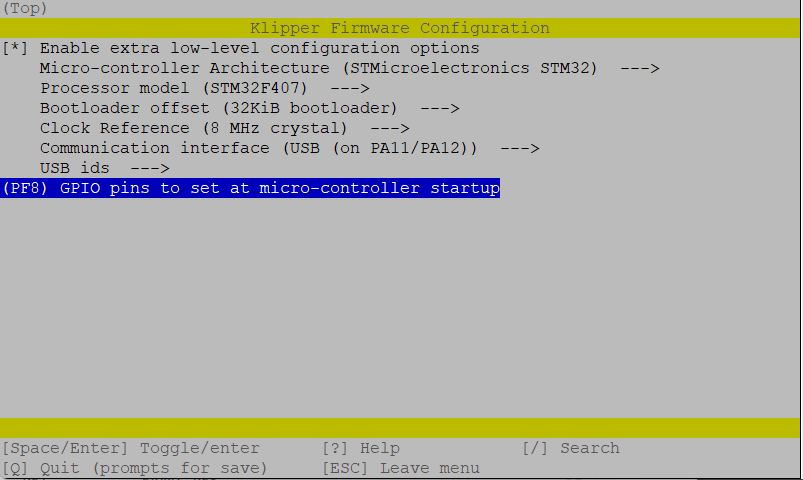 (Top)
Klipper Firmware Configuration
[*] Enable extra low-level configuration options
Micro-controller Architecture (STMicroelectronics STM32)  --->
Processor model (STM32F407)  --->
Bootloader offset (32KiB bootloader)  --->
Clock Reference (8 MHz crystal)  --->
Communication interface (USB (on PA11/PA12))  --->
USB ids  --->
(PF8) GPIO pins to set at micro-controller startup
[Space/Enter] Toggle/enter [?] Help [/] Search
[Q] Quit (prompts for save) [ESC] Leave menu